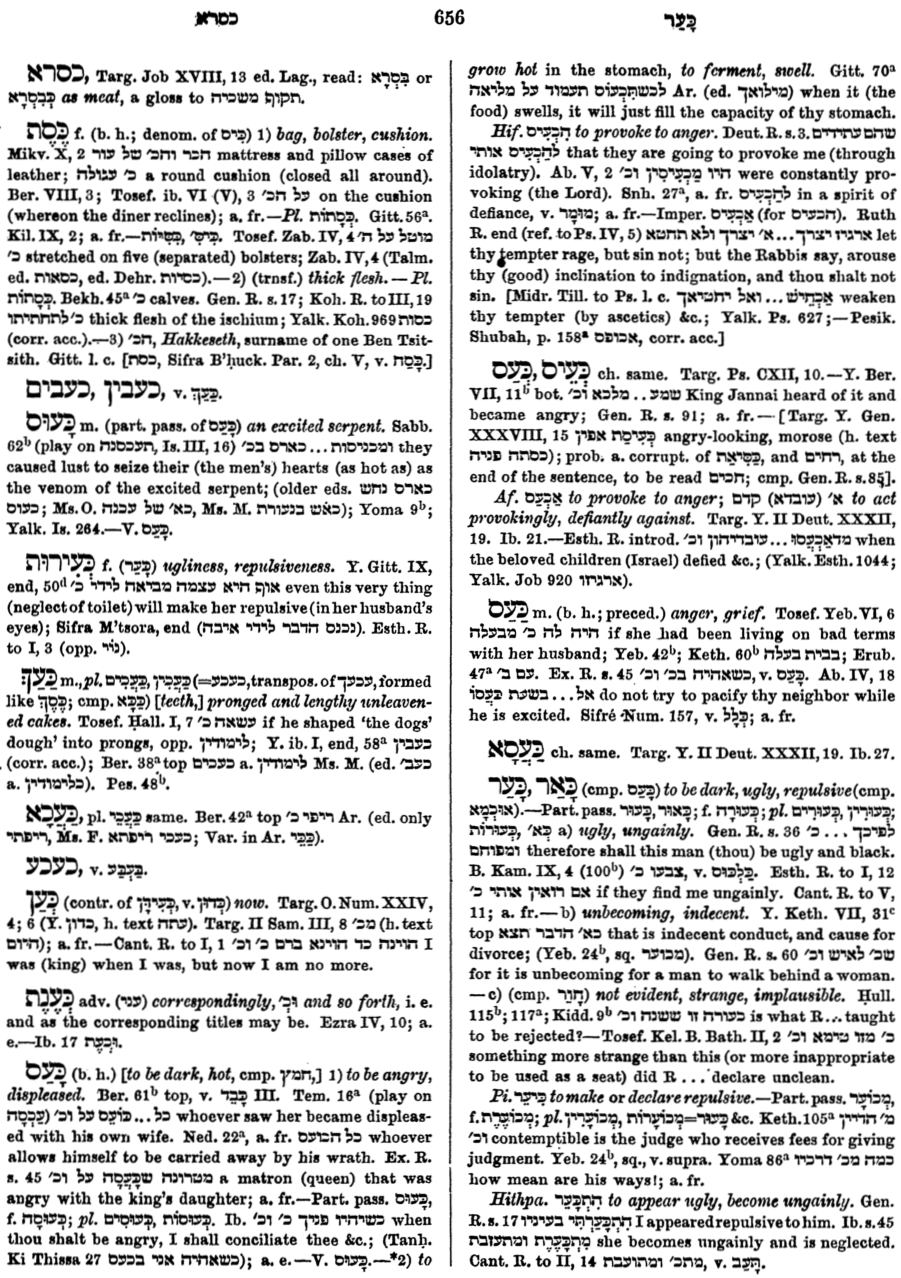 כסרא
656
כָּעַר
כסרא, Targ. Job XVIII, 13 ed. Lag., read: בִּסְרָא or
כְּבִסְרָא as meat, a gloss to תקוף משכיה.
כֶּסֶת f. (b. h.; denom. of כִּיס) 1) bag, bolster, cushion.
Mikv. X, 2 הכר והכ׳ של עור mattress and pillow cases of
leather; כ׳ עגולה a round cushion (closed all around).
Ber. VIII, 3; Tosef. ib. VI (V), 3 על הכ׳ on the cushion
(whereon the diner reclines); a. fr.—Pl. כְּסָתוֹת. Gitt. 56ᵃ.
Kil. IX, 2; a. fr.—כִּיסְ׳, כְּסָיוֹת. Tosef. Zab. IV, 4 מוטל על ה׳
כ׳ stretched on five (separated) bolsters; Zab. IV, 4 (Talm.
ed. כסאות, ed. Dehr. כסיות).—2) (trnsf.) thick flesh.—Pl.
כְּסָתוֹת. Bekh. 45ᵃ כ׳ calves. Gen. R. s. 17; Koh. R. to III, 19
כ׳ לתחתיתו thick flesh of the ischium; Yalk. Koh. 969 כסות
(corr. acc.).—3) הכ׳, Hakkeseth, surname of one Ben Tsit-
sith. Gitt. l. c. [כסת, Sifra B'huck. Par. 2, ch. V, v. כַּסַּח.]
כעבין, כעבים, v. כַּעַךְ.
כָּעוּס m. (part. pass. of כָּעַס) an excited serpent. Sabb.
62ᵇ (play on תעכסנה, Is. III, 16) ומכניסות ... כארס בכ׳ they
caused lust to seize their (the men's) hearts (as hot as) as
the venom of the excited serpent; (older eds. כארס נחש
כעוס; Ms. O. כא׳ של עכנה, Ms. M. כאש בנעורת); Yoma 9ᵇ;
Yalk. Is. 264.—V. כָּעַס.
כְּעִירוּת f. (כָּעַר) ugliness, repulsiveness. Y. Gitt. IX,
end, 50ᵈ אוף היא עצמה מביאה לידי כ׳ even this very thing
(neglect of toilet) will make her repulsive (in her husband's
eyes); Sifra M'tsora, end (נכנס הדבר לידי איבה). Esth. R.
to I, 3 (opp. נוֹי).
כַּעַךְ m., pl. כַּעֲכִין, כַּעֲכִים (=כעכע, transpos. of עכעך, formed
like כָּסָךְ; cmp. כַּכָּא) [teeth,] pronged and lengthy unleaven-
ed cakes. Tosef. Ḥall. I, 7 עשאה כ׳ if he shaped 'the dogs'
dough' into prongs, opp. לימודין; Y. ib. I, end, 58ᵃ כעבין
(corr. acc.); Ber. 38ᵃ top כעכים a. לימודין Ms. M. (ed. כעב׳
a. כלימודין). Pes. 48ᵇ.
כַּעֲכָא, pl. כַּעֲכֵי same. Ber. 42ᵃ top ריפי כ׳ Ar. (ed. only
ריפתי, Ms. F. כעכי ריפתא; Var. in Ar. כַּכֵּי).
כעכע, v. כַּעְבַּע.
כְּעַן (contr. of כְּעִידָּן, v. כְּדוּן) now. Targ. O. Num. XXIV,
4; 6 (Y. כדון, h. text עתה). Targ. II Sam. III, 8 מכ׳ (h. text
היום); a. fr.—Cant. R. to I, 1 הוינה כד הוינא ברם כ׳ וכ׳ I
was (king) when I was, but now I am no more.
כְּעֶנֶת adv. (עני) correspondingly, וּכְ׳ and so forth, i. e.
and as the corresponding titles may be. Ezra IV, 10; a.
e.—Ib. 17 וּכְעֶת.
כָּעַס (b. h.) [to be dark, hot, cmp. חמץ,] 1) to be angry,
displeased. Ber. 61ᵇ top, v. כָּבֵד III. Tem. 16ᵃ (play on
עכסה) כל ... כּוֹעֵס על וכ׳ whoever saw her became displeas-
ed with his own wife. Ned. 22ᵃ, a. fr. כל הכועס whoever
allows himself to be carried away by his wrath. Ex. R.
s. 45 מטרונה שכָּעֲסָה על וכ׳ a matron (queen) that was
angry with the king's daughter; a. fr.—Part. pass. כָּעוּס,
f. כְּעוּסָה; pl. כְּעוּסִים, כְּעוּסוֹת. Ib. כשיהיו פניך כ׳ וכ׳ when
thou shalt be angry, I shall conciliate thee &c.; (Tanḥ.
Ki Thissa 27 כשאהיה אני בכעס); a. e.—V. כָּעוּס.—*2) to
grow hot in the stomach, to ferment, swell. Gitt. 70ᵃ
לכשתִּכְעוֹס תעמוד על מליאה Ar. (ed. מילואך) when it (the
food) swells, it will just fill the capacity of thy stomach.
Hif. הִכְעִיס to provoke to anger. Deut. R. s. 3. שהם עתידים
לְהַכְעִיס אותי that they are going to provoke me (through
idolatry). Ab. V, 2 היו מַכְעִיסִין וכ׳ were constantly pro-
voking (the Lord). Snh. 27ᵃ, a. fr. לְהַכְעִיס in a spirit of
defiance, v. מוּמָר; a. fr.—Imper. אַכְעִיס (for הכעיס). Ruth
R. end (ref. to Ps. IV, 5) ארגיז יצרך ... א׳ יצרך ולא תחטא let
thy tempter rage, but sin not; but the Rabbis say, arouse
thy (good) inclination to indignation, and thou shalt not
sin. [Midr. Till. to Ps. l. c. אַכְחֵישׁ ... ואל יחטיאך weaken
thy tempter (by ascetics) &c.; Yalk. Ps. 627;—Pesik.
Shubah, p. 158ᵃ אכופס, corr. acc.]
כְּעֵיס, כְּעַס ch. same. Targ. Ps. CXII, 10.—Y. Ber.
VII, 11ᵇ bot. שמע .. מלכא וכ׳ King Jannai heard of it and
became angry; Gen. R. s. 91; a. fr.—[Targ. Y. Gen.
XXXVIII, 15 כְּעִיסַת אפין angry-looking, morose (h. text
כסתה פניה); prob. a. corrupt. of כַּסְּיַאת, and רחים, at the
end of the sentence, to be read חכים; cmp. Gen. R. s. 85].
Af. אַכְעַס to provoke to anger; א׳ (עובדא) קדם to act
provokingly, defiantly against. Targ. Y. II Deut. XXXII,
19. Ib. 21.—Esth. R. introd. מדאַכְעֲסוּ ... עובדיהון וכ׳ when
the beloved children (Israel) defied &c.; (Yalk. Esth. 1044;
Yalk. Job 920 ארגיזו).
כַּעַס m. (b. h.; preced.) anger, grief. Tosef. Yeb. VI, 6
היה לה כ׳ מבעלה if she had been living on bad terms
with her husband; Yeb. 42ᵇ; Keth. 60ᵇ בבית בעלה; Erub.
47ᵃ עם ב׳. Ex. R. s. 45 כשאהיה בכ׳ וכ׳, v. כָּעַס. Ab. IV, 18
אל ... בשעת כַּעֲסוֹ do not try to pacify thy neighbor while
he is excited. Sifré Num. 157, v. כְּלָל; a. fr.
כַּעֲסָא ch. same. Targ. Y. II Deut. XXXII, 19. Ib. 27.
כָּאַר, כָּעַר (cmp. כָּעַס) to be dark, ugly, repulsive (cmp.
אוּכְמָא).—Part. pass. כָּאוּר, כָּעוּר; f. כְּעוּרָה; pl. כְּעוּרִים, כְּעוּרִין;
כְּא׳, כְּעוּרוֹת a) ugly, ungainly. Gen. R. s. 36 לפיכך ... כ׳
ומפוחם therefore shall this man (thou) be ugly and black.
B. Kam. IX, 4 (100ᵇ) צבעו כ׳, v. כַּלְבּוּס. Esth. R. to I, 12
אם רואין אותי כ׳ if they find me ungainly. Cant. R. to V,
11; a. fr.—b) unbecoming, indecent. Y. Keth. VII, 31ᶜ
top כא׳ הדבר תצא that is indecent conduct, and cause for
divorce; (Yeb. 24ᵇ, sq. מכוער). Gen. R. s. 60 שכ׳ לאיש וכ׳
for it is unbecoming for a man to walk behind a woman.
—c) (cmp. חָוַר) not evident, strange, implausible. Ḥull.
115ᵇ; 117ᵃ; Kidd. 9ᵇ כעורה זו ששנה וכ׳ is what R... taught
to be rejected?—Tosef. Kel. B. Bath. II, 2 כ׳ מזו טימא וכ׳
something more strange than this (or more inappropriate
to be used as a seat) did R ... declare unclean.
Pi. כִּיעֵר to make or declare repulsive.—Part. pass. מְכוֹעָר,
f. מְכוֹעֶרֶת; pl. מְכוֹעָרִין, מְכוֹעָרוֹת=כָּעוּר &c. Keth. 105ᵃ מ׳ הדיין
וכ׳ contemptible is the judge who receives fees for giving
judgment. Yeb. 24ᵇ, sq., v. supra. Yoma 86ᵃ כמה מכ׳ דרכיו
how mean are his ways!; a. fr.
Hithpa. הִתְכָּעֵר to appear ugly, become ungainly. Gen.
R. s. 17 הִתְכָּעַרְתִּי בעיניו I appeared repulsive to him. Ib. s. 45
מִתְכָּעֶרֶת ומתעזבת she becomes ungainly and is neglected.
Cant. R. to II, 14 מתכ׳ ומתועבת, v. תָּעַב.